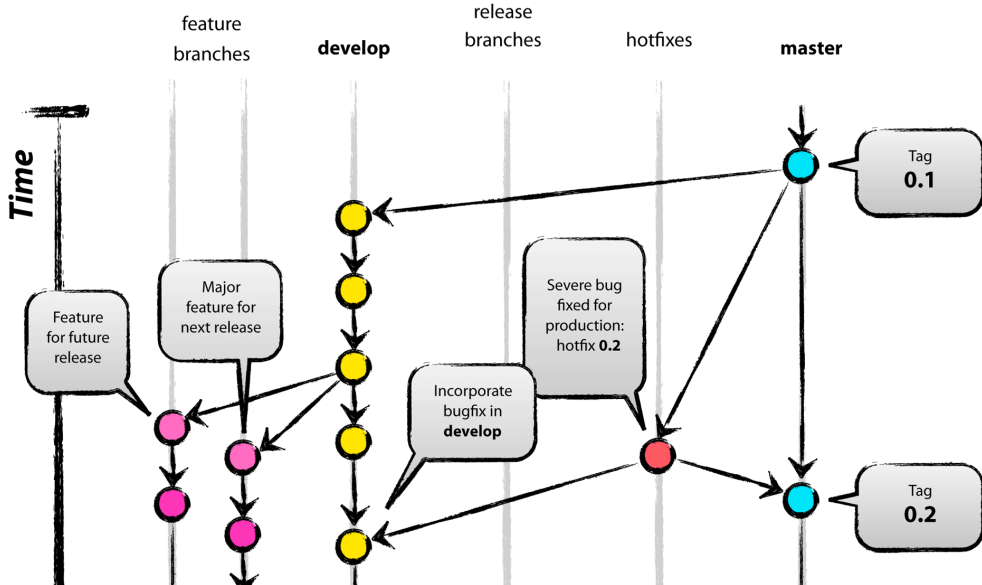 feature
branches
develop
release
branches
hotfixes
master
Time
Tag
0.1
Major
feature for
next release
Severe bug
fixed for
production:
hotfix 0.2
Feature
for future
release
Incorporate
bugfix in
develop
Tag
0.2